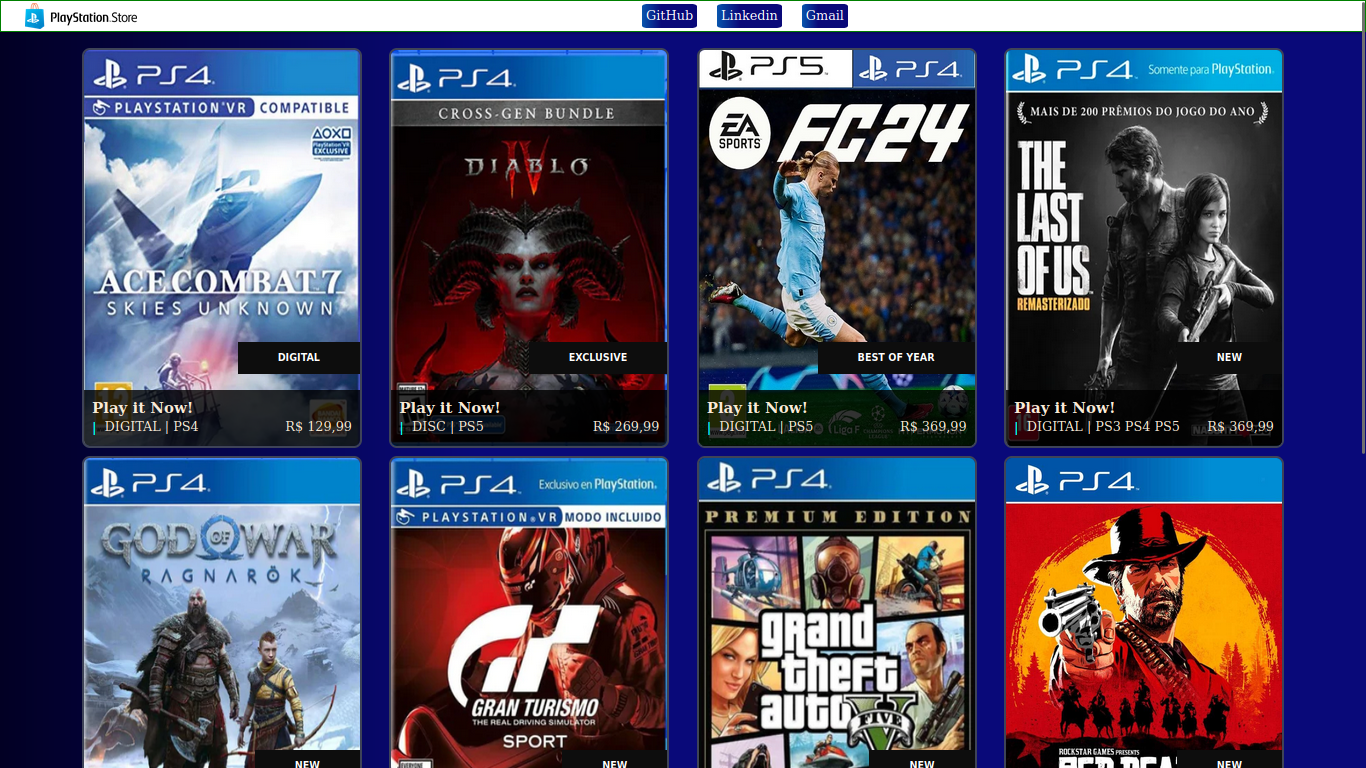 PlayStation Store
GitHub
Linkedin
Gmail
PS4
PLAYSTATION®VR COMPATIBLE
PlayStation VR
EXCLUSIVE
ACE COMBAT 7
SKIES UNKNOWN
DIGITAL
Play it Now!
| DIGITAL | PS4
R$ 129,99
PS4
CROSS-GEN BUNDLE
DIABLO
IV
EXCLUSIVE
Play it Now!
| DISC | PS5
R$ 269,99
PS5
PS4
EA
SPORTS
FC24
BEST OF YEAR
Play it Now!
| DIGITAL | PS5
R$ 369,99
PS4
Somente para PlayStation.
MAIS DE 200 PRÊMIOS DO JOGO DO ANO
THE
LAST
OF US
REMASTERIZADO
NEW
Play it Now!
| DIGITAL | PS3 PS4 PS5
R$ 369,99
PS4
GOD OF WAR
RAGNARÖK
NEW
PS4
Exclusivo en PlayStation.
PLAYSTATION®VR MODO INCLUIDO
GT
GRAN TURISMO
THE REAL DRIVING SIMULATOR
SPORT
NEW
PS4
PREMIUM EDITION
grand
theft
auto
V
FIVE
NEW
PS4
ROCKSTAR GAMES PRESENTS
NEW